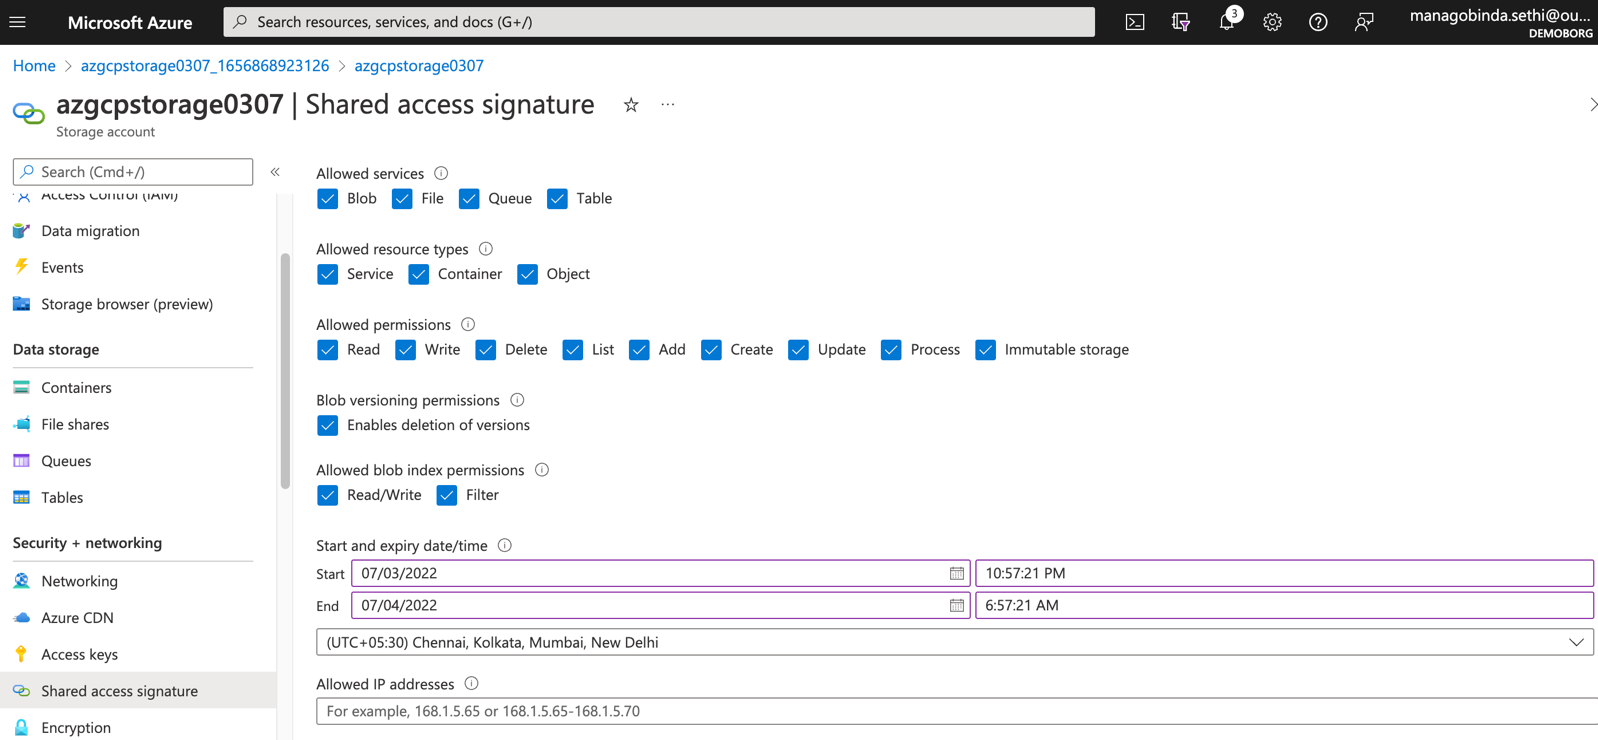 Microsoft Azure
Search resources, services, and docs (G+/)
3
managobinda.sethi@ou...
DEMOBORG
Home > azgcpstorage0307_1656868923126 > azgcpstorage0307
azgcpstorage0307 | Shared access signature
Storage account
Search (Cmd+/)
Access Control (IAM)
Data migration
Events
Storage browser (preview)
Data storage
Containers
File shares
Queues
Tables
Security + networking
Networking
Azure CDN
Access keys
Shared access signature
Encryption
Allowed services
Blob File Queue Table
Allowed resource types
Service Container Object
Allowed permissions
Read Write Delete List Add Create Update Process Immutable storage
Blob versioning permissions
Enables deletion of versions
Allowed blob index permissions
Read/Write Filter
Start and expiry date/time
Start 07/03/2022 10:57:21 PM
End 07/04/2022 6:57:21 AM
(UTC+05:30) Chennai, Kolkata, Mumbai, New Delhi
Allowed IP addresses
For example, 168.1.5.65 or 168.1.5.65-168.1.5.70